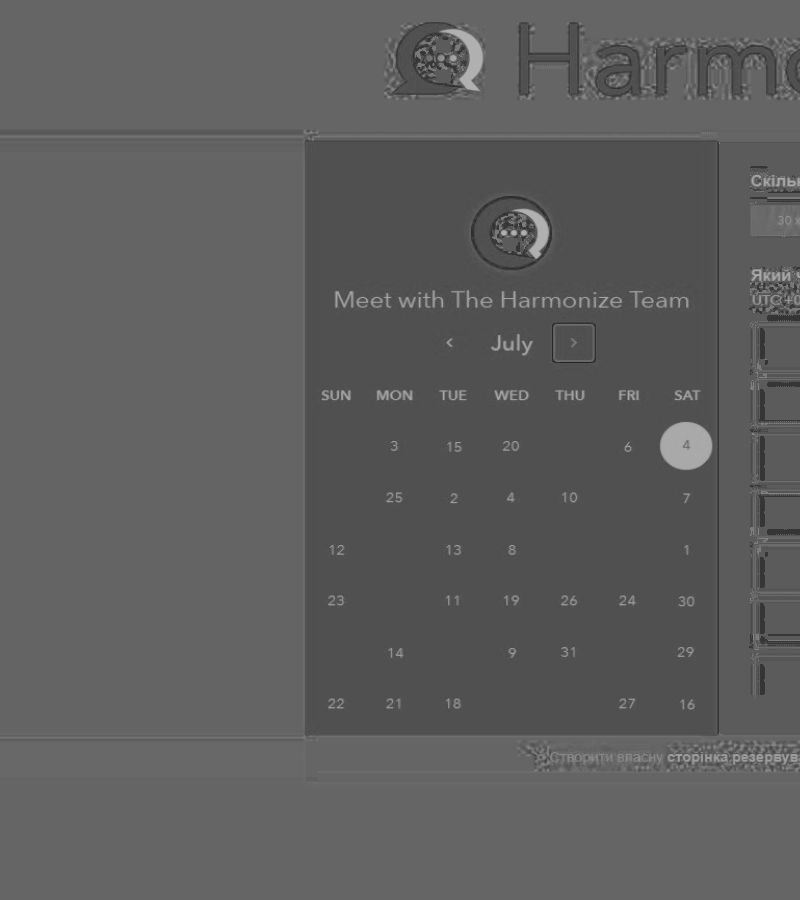 Harmo
Скільк
30 х
Meet with The Harmonize Team
Який ч
UTC+0
‹ July ›
SUN MON TUE WED THU FRI SAT
3 15 20 6 4
25 2 4 10 7
12 13 8 1
23 11 19 26 24 30
14 9 31 29
22 21 18 27 16
Створити власну сторінка резервув